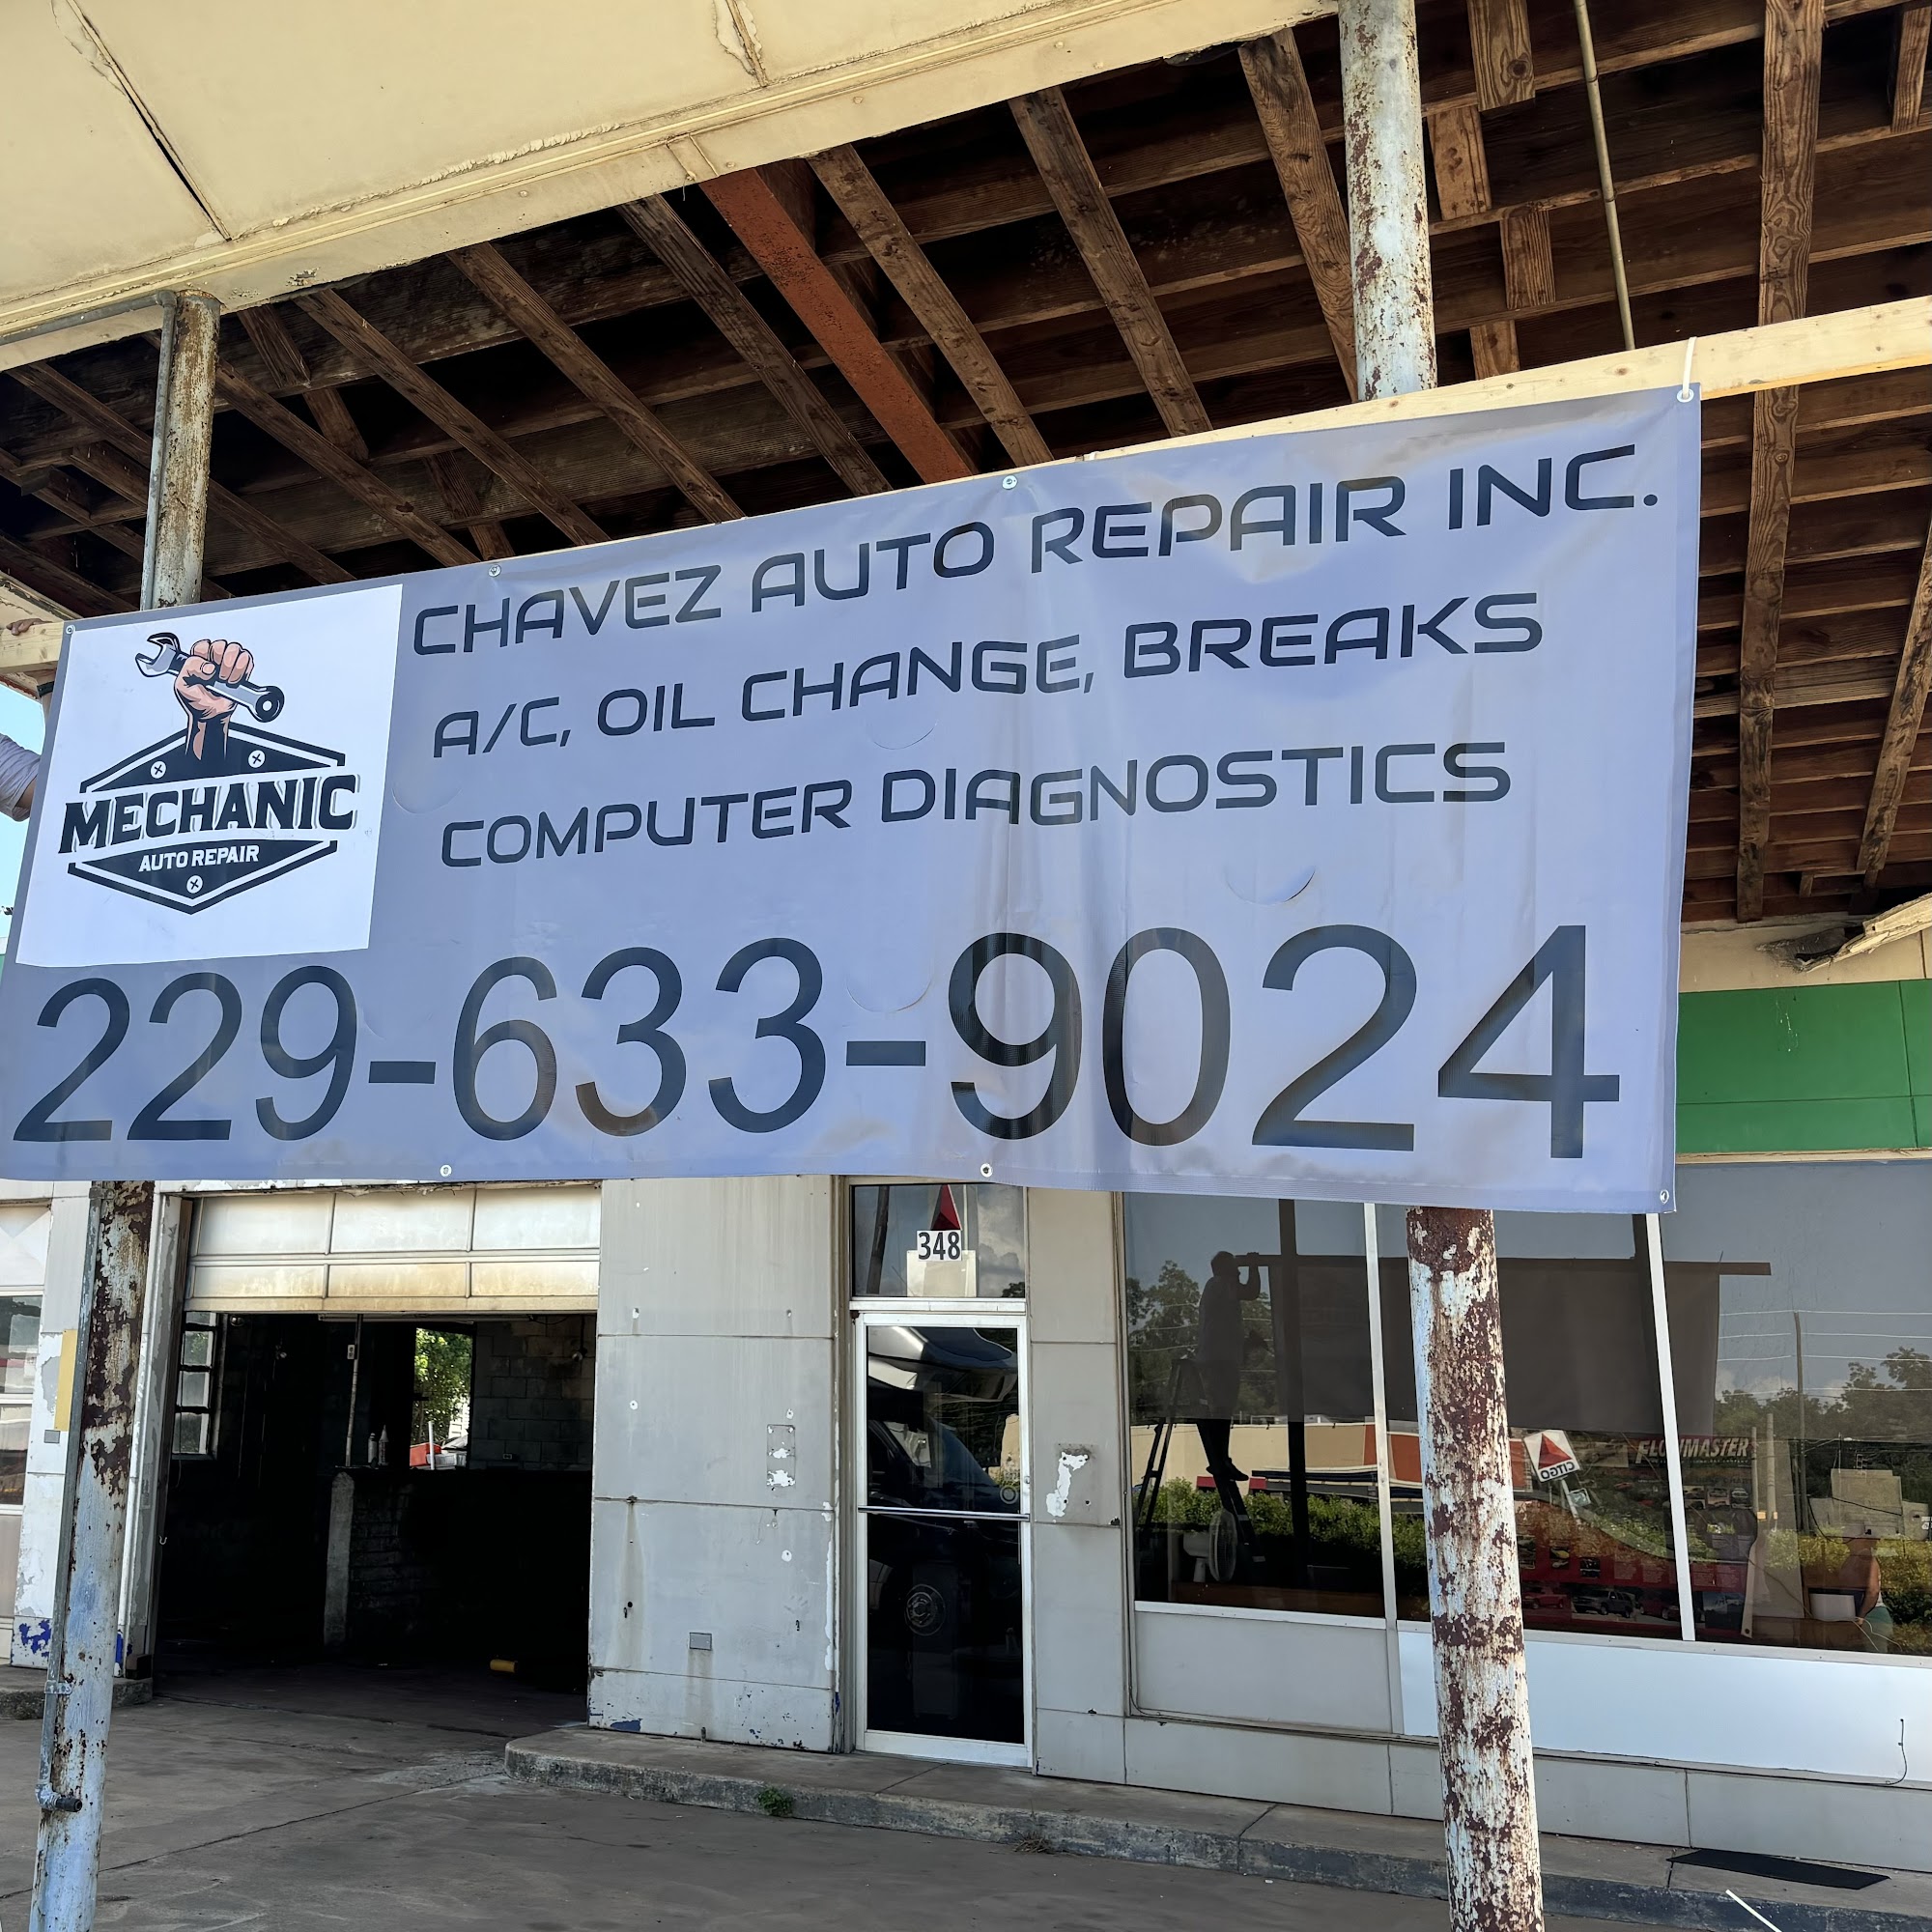 CHAVEZ AUTO REPAIR INC.
A/C, OIL CHANGE, BREAKS
COMPUTER DIAGNOSTICS
MECHANIC
AUTO REPAIR
229-633-9024
348
CITGO
FLOWMASTER